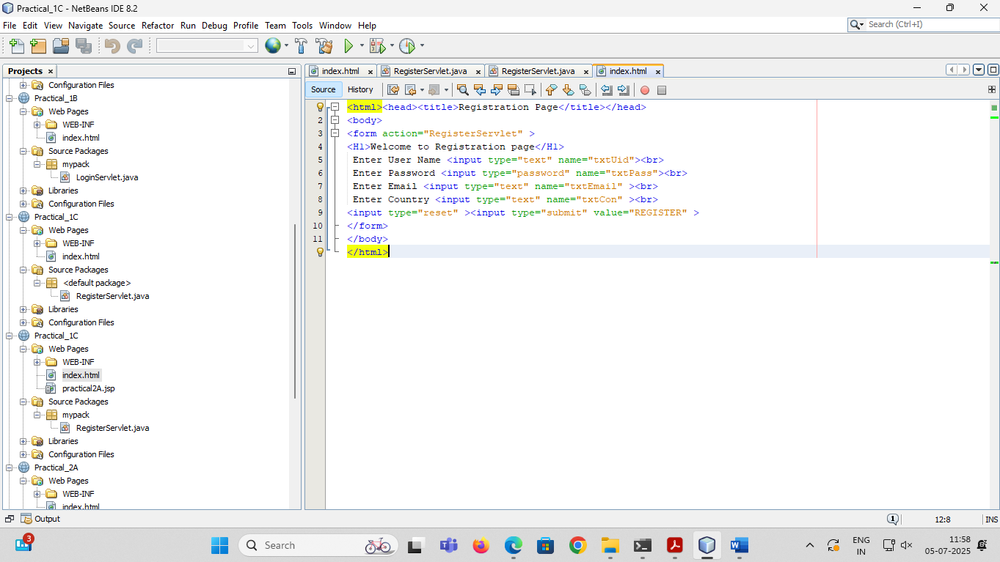 Practical_1C - NetBeans IDE 8.2
File Edit View Navigate Source Refactor Run Debug Profile Team Tools Window Help
Search (Ctrl+I)
Projects
index.html RegisterServlet.java RegisterServlet.java index.html
Source History
Configuration Files
Practical_1B
Web Pages
WEB-INF
index.html
Source Packages
mypack
LoginServlet.java
Libraries
Configuration Files
Practical_1C
Web Pages
WEB-INF
index.html
Source Packages
<default package>
RegisterServlet.java
Libraries
Configuration Files
Practical_1C
Web Pages
WEB-INF
index.html
practical2A.jsp
Source Packages
mypack
RegisterServlet.java
Libraries
Configuration Files
Practical_2A
Web Pages
WEB-INF
index.html
<html><head><title>Registration Page</title></head>
2 <body>
3 <form action="RegisterServlet" >
4 <H1>Welcome to Registration page</H1>
5 Enter User Name <input type="text" name="txtUid"><br>
6 Enter Password <input type="password" name="txtPass"><br>
7 Enter Email <input type="text" name="txtEmail" ><br>
8 Enter Country <input type="text" name="txtCon" ><br>
9 <input type="reset" ><input type="submit" value="REGISTER" >
10 </form>
11 </body>
</html>
Output
1
12:8 INS
3
Search
ENG
IN
11:58
05-07-2025